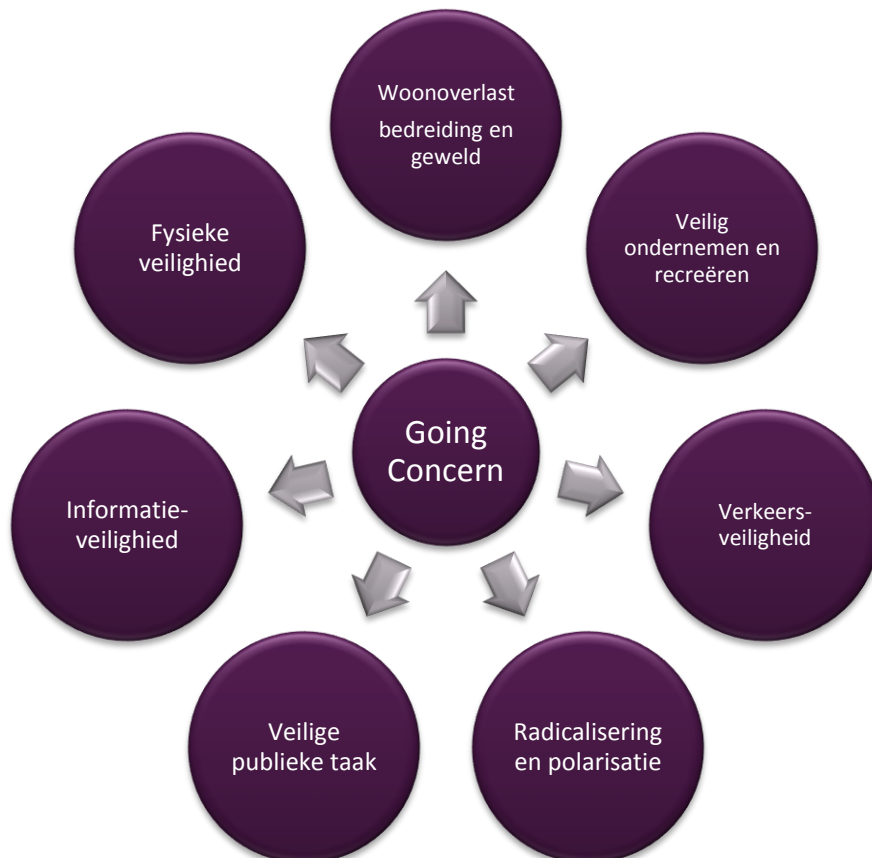 Woonoverlast
bedreiding en
geweld
Veilig
ondernemen en
recreëren
Verkeers-
veiligheid
Radicalisering
en polarisatie
Veilige
publieke taak
Informatie-
veilighied
Fysieke
veilighied
Going
Concern